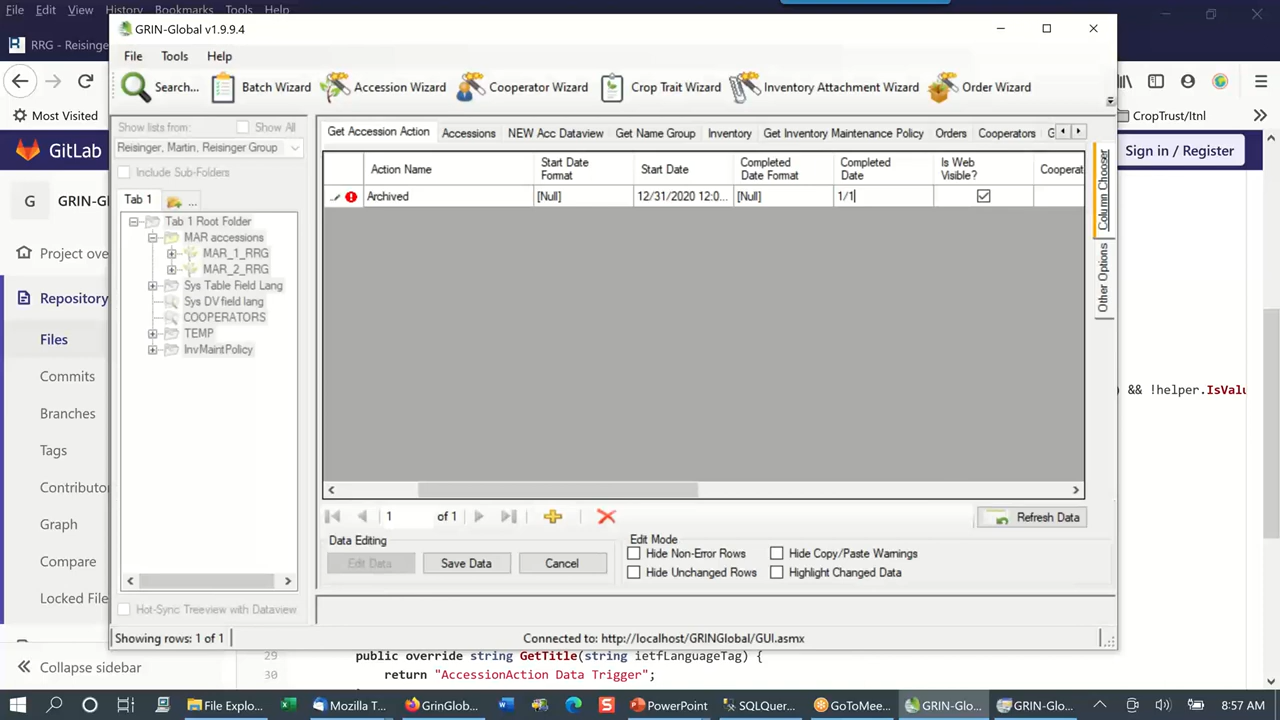 File Edit View History Bookmarks Tools Help
GRIN-Global v1.9.9.4
RRG - Reisinge
File Tools Help
Search... Batch Wizard Accession Wizard Cooperator Wizard Crop Trait Wizard Inventory Attachment Wizard Order Wizard
Most Visited
CropTrust/Itnl
GitLab
Sign in / Register
Show lists from: Show All
Reisinger, Martin, Reisinger Group
Include Sub-Folders
Tab 1 ...
Tab 1 Root Folder
MAR accessions
MAR_1_RRG
MAR_2_RRG
Sys Table Field Lang
Sys DV field lang
COOPERATORS
TEMP
InvMaintPolicy
Hot-Sync Treeview with Dataview
Get Accession Action Accessions NEW Acc Dataview Get Name Group Inventory Get Inventory Maintenance Policy Orders Cooperators G
Action Name Start Date Format Start Date Completed Date Format Completed Date Is Web Visible? Cooperat
Archived [Null] 12/31/2020 12:0... [Null] 1/1
Column Chooser
Other Options
1 of 1
Refresh Data
Data Editing
Edit Data Save Data Cancel
Edit Mode
Hide Non-Error Rows Hide Copy/Paste Warnings
Hide Unchanged Rows Highlight Changed Data
Showing rows: 1 of 1 Connected to: http://localhost/GRINGlobal/GUI.asmx
G GRIN-Gl
Project ove
Repository
Files
Commits
Branches
Tags
Contributor
Graph
Compare
Locked File
Collapse sidebar
) && !helper.IsValu
29 public override string GetTitle(string ietfLanguageTag) {
30 return "AccessionAction Data Trigger";
File Explo... Mozilla T... GrinGlob... PowerPoint SQLQuer... GoToMee... GRIN-Glo... GRIN-Glo... 8:57 AM